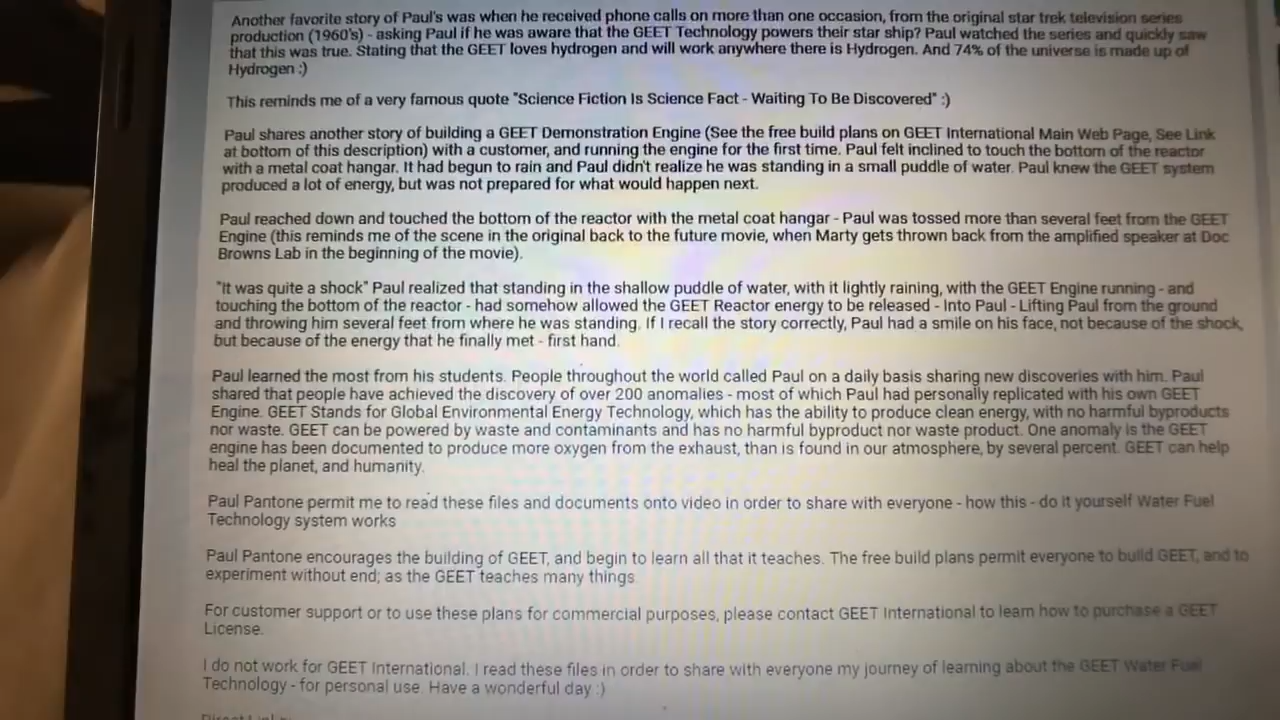 Another favorite story of Paul's was when he received phone calls on more than one occasion, from the original star trek television series
production (1960's) - asking Paul if he was aware that the GEET Technology powers their star ship? Paul watched the series and quickly saw
that this was true. Stating that the GEET loves hydrogen and will work anywhere there is Hydrogen. And 74% of the universe is made up of
Hydrogen :)
This reminds me of a very famous quote "Science Fiction Is Science Fact - Waiting To Be Discovered" :)
Paul shares another story of building a GEET Demonstration Engine (See the free build plans on GEET International Main Web Page, See Link
at bottom of this description) with a customer, and running the engine for the first time. Paul felt inclined to touch the bottom of the reactor
with a metal coat hangar. It had begun to rain and Paul didn't realize he was standing in a small puddle of water. Paul knew the GEET system
produced a lot of energy, but was not prepared for what would happen next.
Paul reached down and touched the bottom of the reactor with the metal coat hangar - Paul was tossed more than several feet from the GEET
Engine (this reminds me of the scene in the original back to the future movie, when Marty gets thrown back from the amplified speaker at Doc
Browns Lab in the beginning of the movie).
"It was quite a shock" Paul realized that standing in the shallow puddle of water, with it lightly raining, with the GEET Engine running - and
touching the bottom of the reactor - had somehow allowed the GEET Reactor energy to be released - Into Paul - Lifting Paul from the ground
and throwing him several feet from where he was standing. If I recall the story correctly, Paul had a smile on his face, not because of the shock,
but because of the energy that he finally met - first hand.
Paul learned the most from his students. People throughout the world called Paul on a daily basis sharing new discoveries with him. Paul
shared that people have achieved the discovery of over 200 anomalies - most of which Paul had personally replicated with his own GEET
Engine. GEET Stands for Global Environmental Energy Technology, which has the ability to produce clean energy, with no harmful byproducts
nor waste. GEET can be powered by waste and contaminants and has no harmful byproduct nor waste product. One anomaly is the GEET
engine has been documented to produce more oxygen from the exhaust, than is found in our atmosphere, by several percent. GEET can help
heal the planet, and humanity.
Paul Pantone permit me to read these files and documents onto video in order to share with everyone - how this - do it yourself Water Fuel
Technology system works
Paul Pantone encourages the building of GEET, and begin to learn all that it teaches. The free build plans permit everyone to build GEET, and to
experiment without end; as the GEET teaches many things.
For customer support or to use these plans for commercial purposes, please contact GEET International to learn how to purchase a GEET
License.
I do not work for GEET International. I read these files in order to share with everyone my journey of learning about the GEET Water Fuel
Technology - for personal use. Have a wonderful day :)